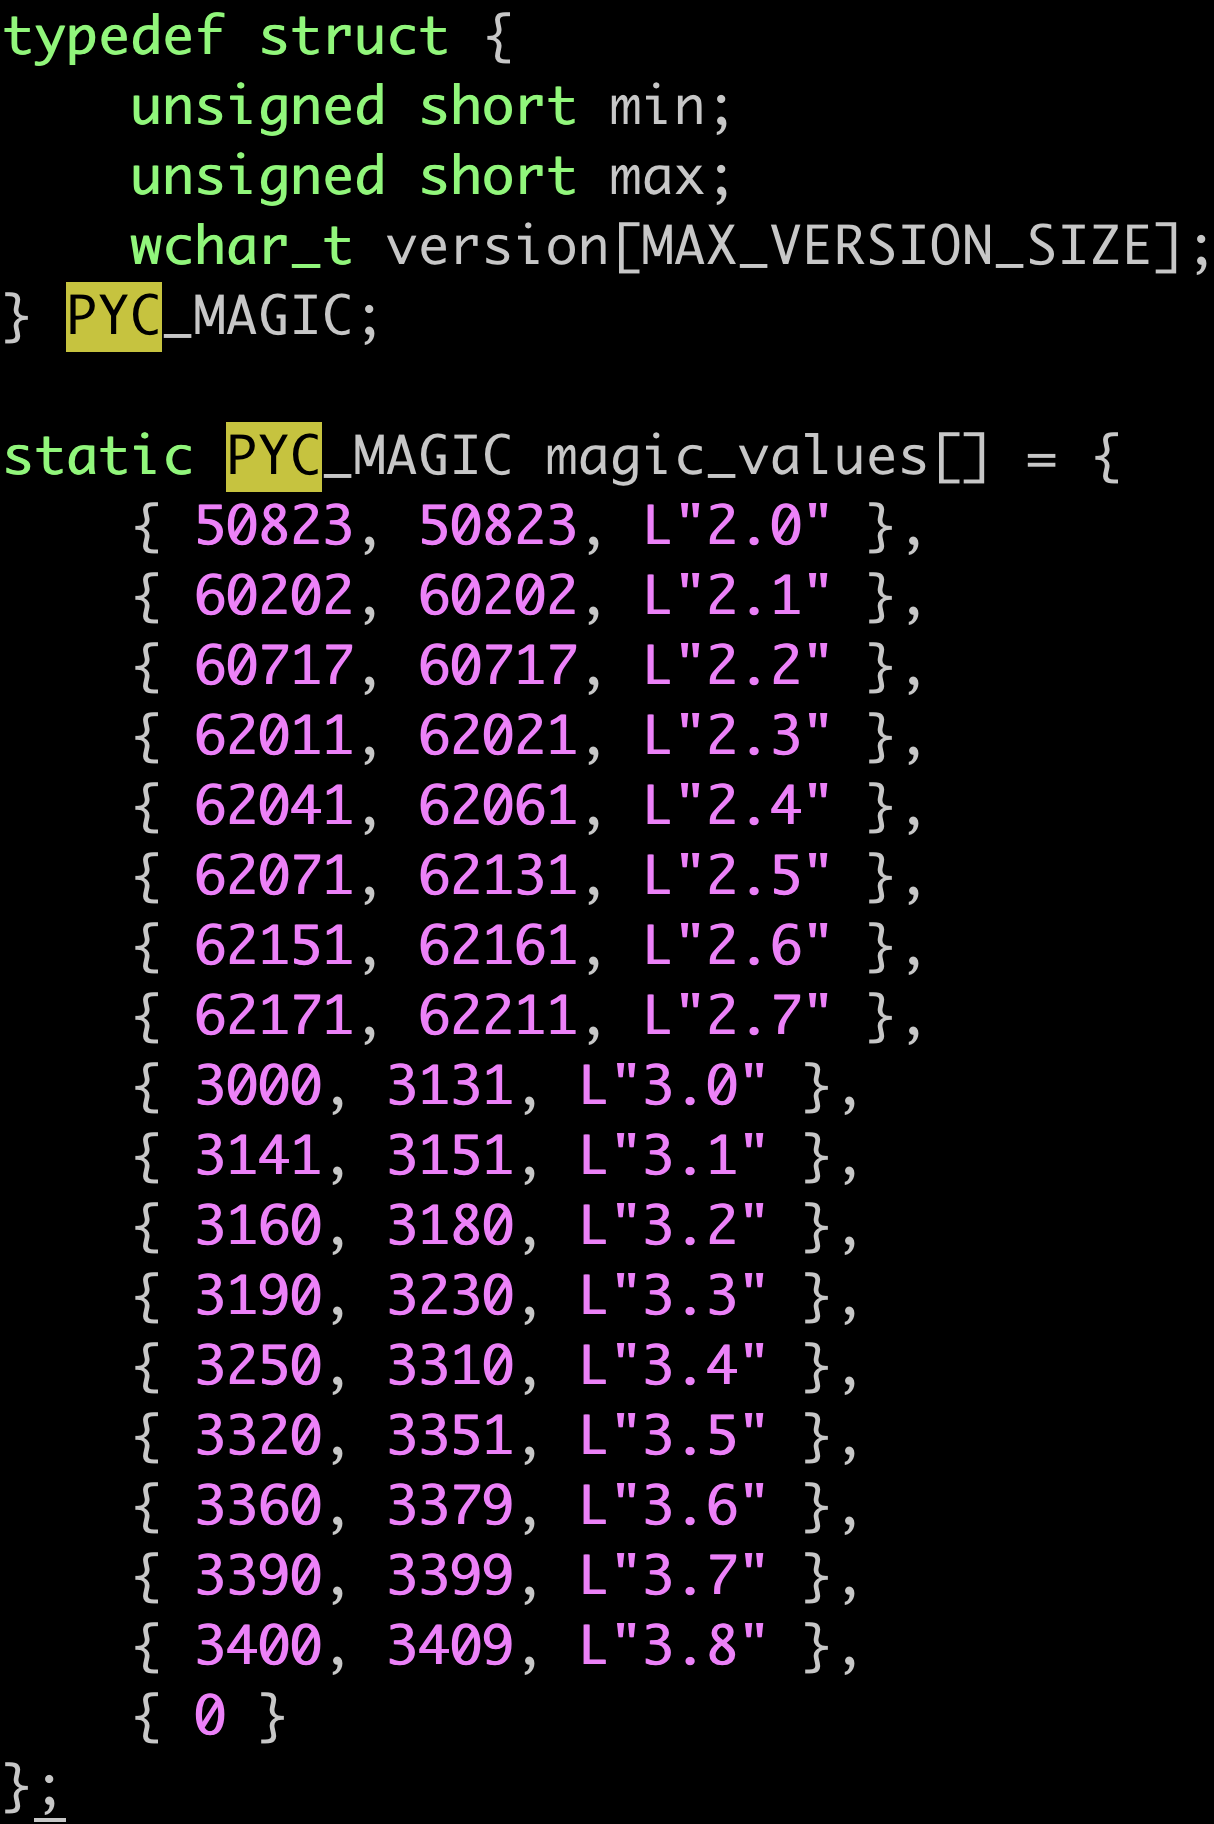 typedef struct {
    unsigned short min;
    unsigned short max;
    wchar_t version[MAX_VERSION_SIZE];
} PYC_MAGIC;

static PYC_MAGIC magic_values[] = {
    { 50823, 50823, L"2.0" },
    { 60202, 60202, L"2.1" },
    { 60717, 60717, L"2.2" },
    { 62011, 62021, L"2.3" },
    { 62041, 62061, L"2.4" },
    { 62071, 62131, L"2.5" },
    { 62151, 62161, L"2.6" },
    { 62171, 62211, L"2.7" },
    { 3000, 3131, L"3.0" },
    { 3141, 3151, L"3.1" },
    { 3160, 3180, L"3.2" },
    { 3190, 3230, L"3.3" },
    { 3250, 3310, L"3.4" },
    { 3320, 3351, L"3.5" },
    { 3360, 3379, L"3.6" },
    { 3390, 3399, L"3.7" },
    { 3400, 3409, L"3.8" },
    { 0 }
};